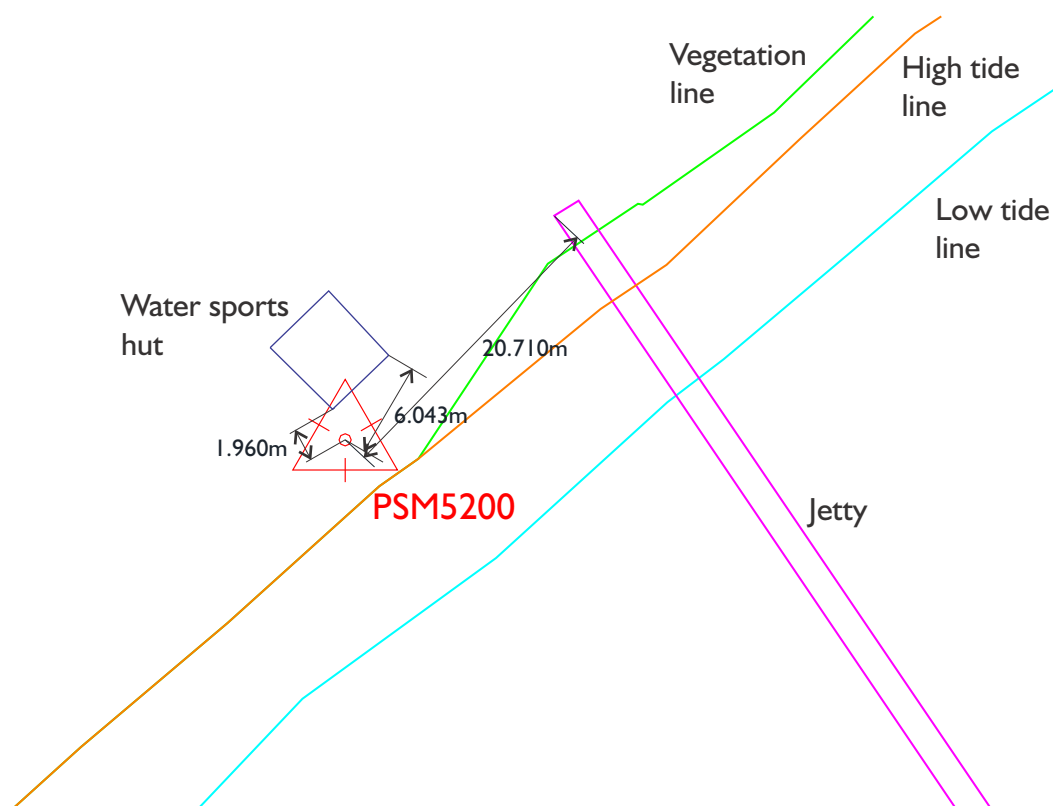 Vegetation
line
High tide
line
Low tide
line
Water sports
hut
20.710m
6.043m
1.960m
PSM5200
Jetty